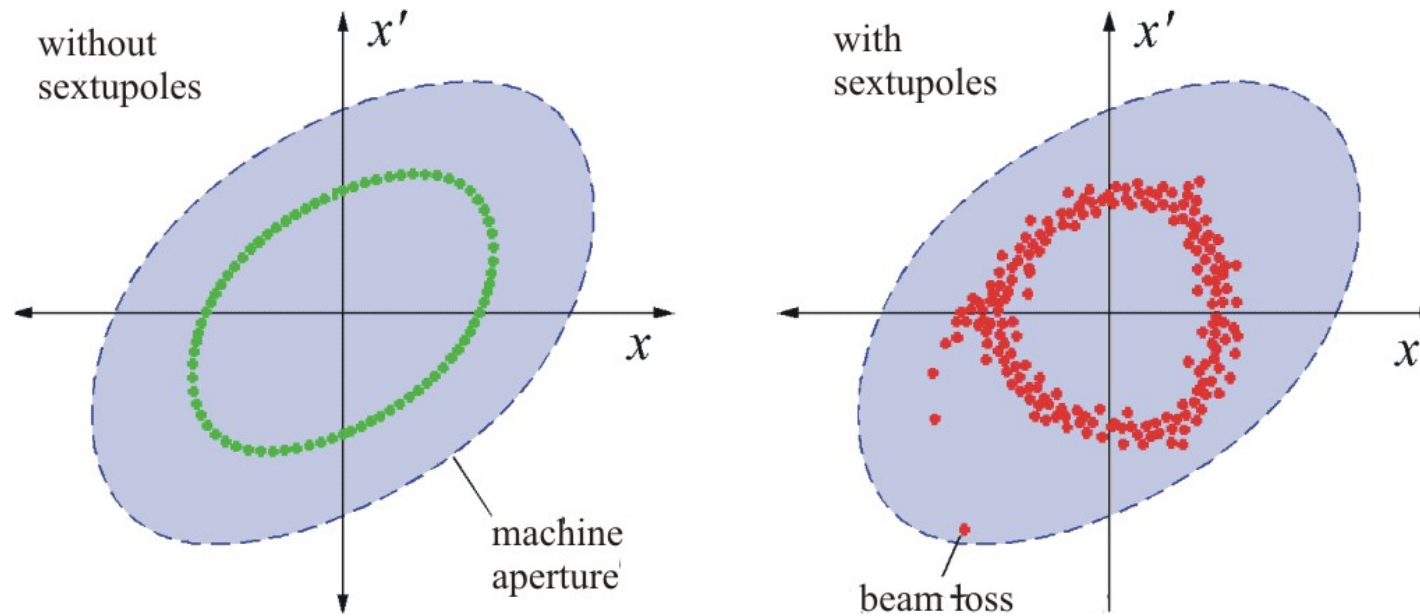 without
sextupoles
x′
x
machine
aperture
with
sextupoles
x′
x
beam loss